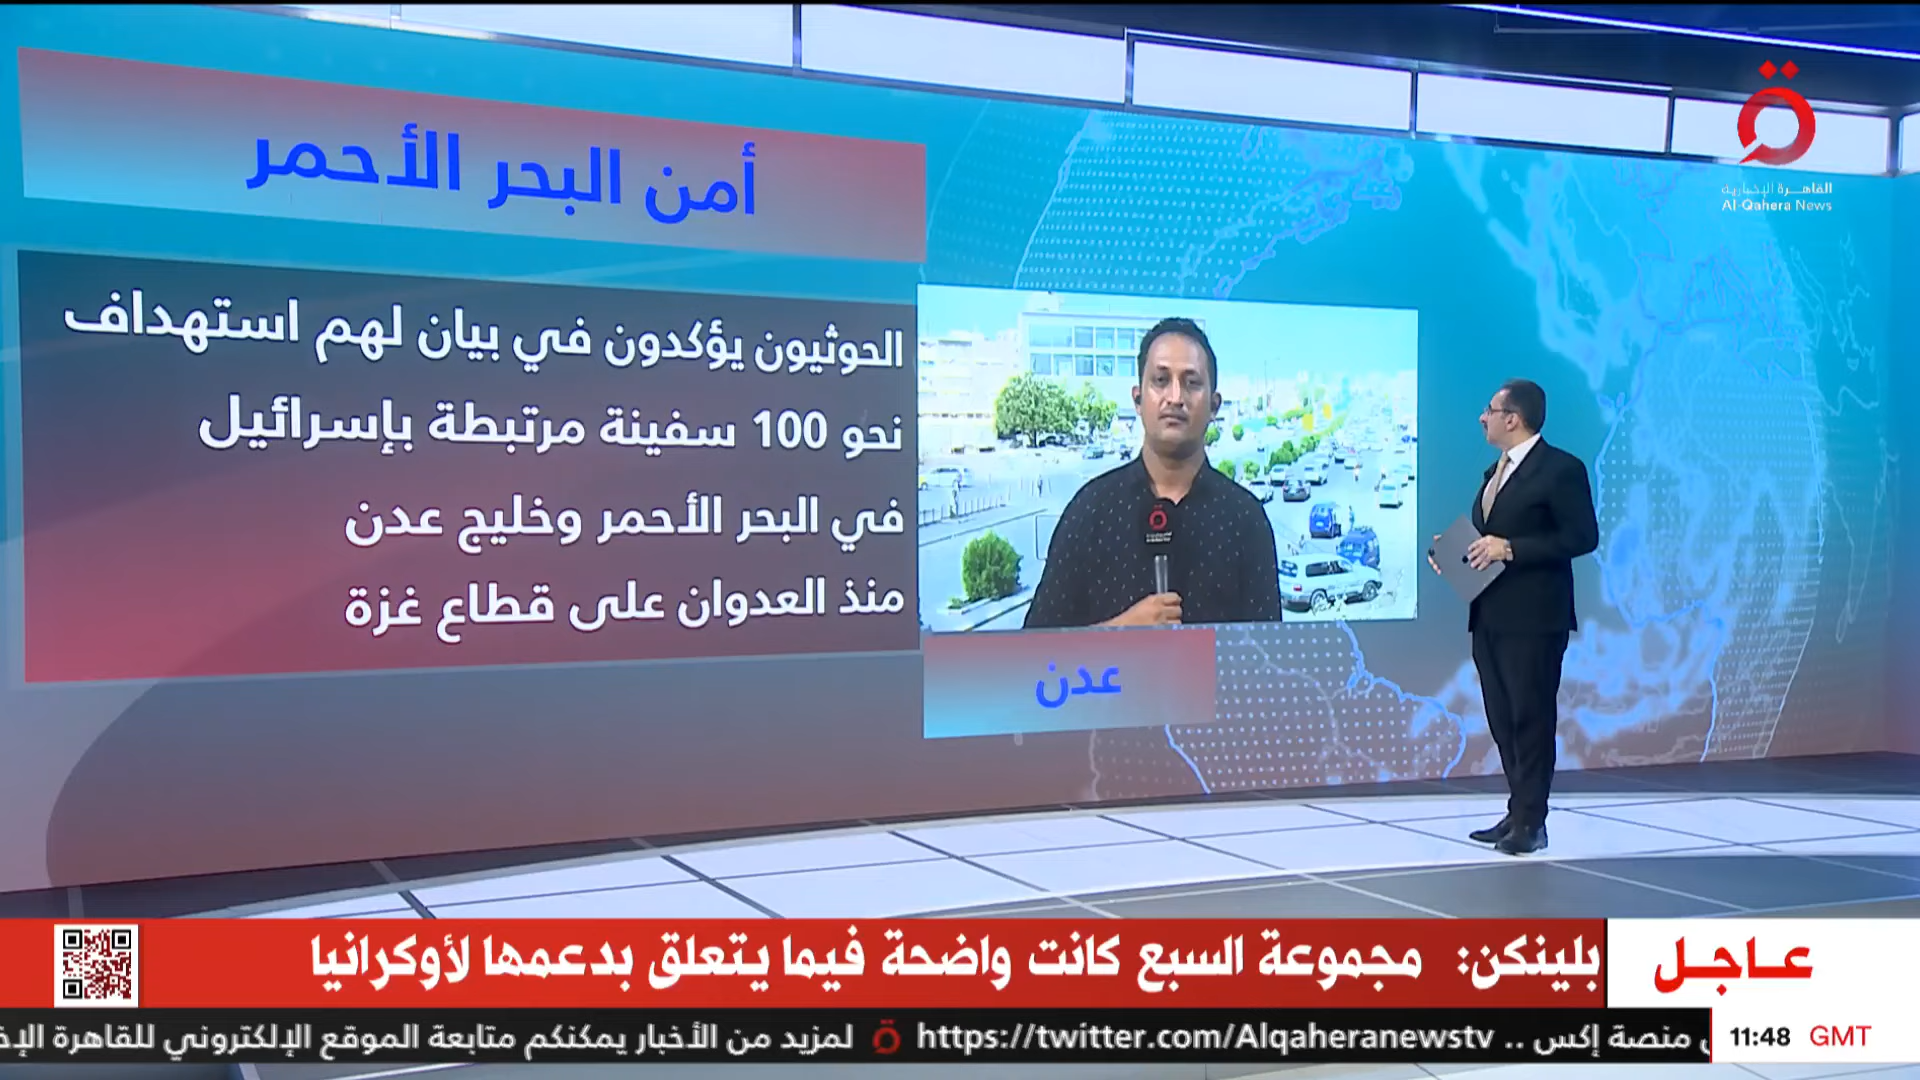 القاهرة الإخبارية
Al-Qahera News
أمن البحر الأحمر
الحوثيون يؤكدون في بيان لهم استهداف
نحو 100 سفينة مرتبطة بإسرائيل
في البحر الأحمر وخليج عدن
منذ العدوان على قطاع غزة
عدن
عاجل
بلينكن: مجموعة السبع كانت واضحة فيما يتعلق بدعمها لأوكرانيا
منصة إكس .. https://twitter.com/Alqaheranewstv لمزيد من الأخبار يمكنكم متابعة الموقع الإلكتروني للقاهرة
11:48 GMT